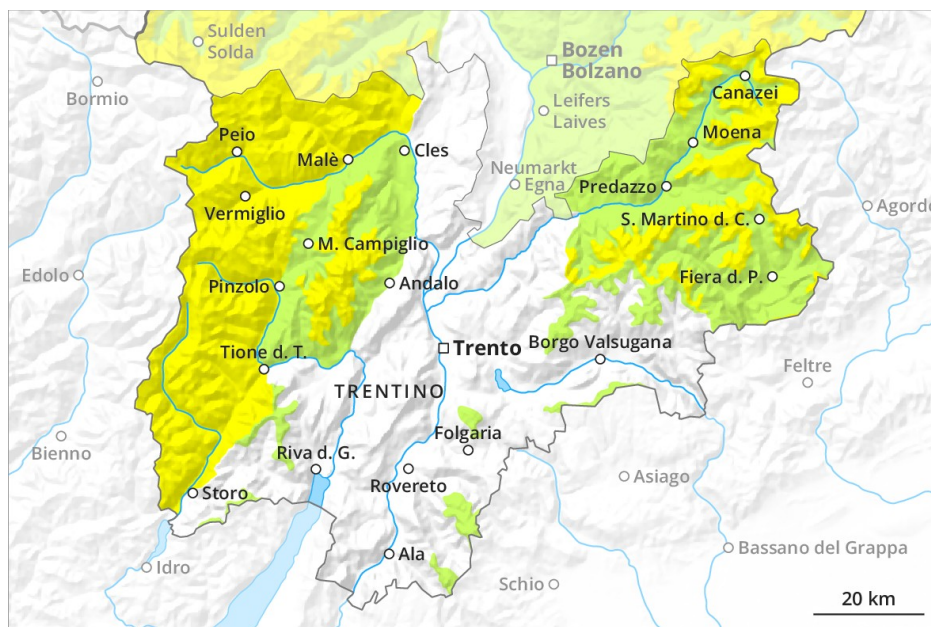 Sulden
Solda
Bozen
Bolzano
Bormio
Canazei
Leifers
Laives
Peio
Moena
Malè
Cles
Neumarkt
Egna
Predazzo
Vermiglio
Agordo
S. Martino d. C.
M. Campiglio
Edolo
Pinzolo
Andalo
Fiera d. P.
Trento
Borgo Valsugana
Tione d. T.
Feltre
TRENTINO
Folgaria
Bienno
Riva d. G.
Asiago
Storo
Rovereto
Ala
Bassano del Grappa
Idro
Schio
20 km